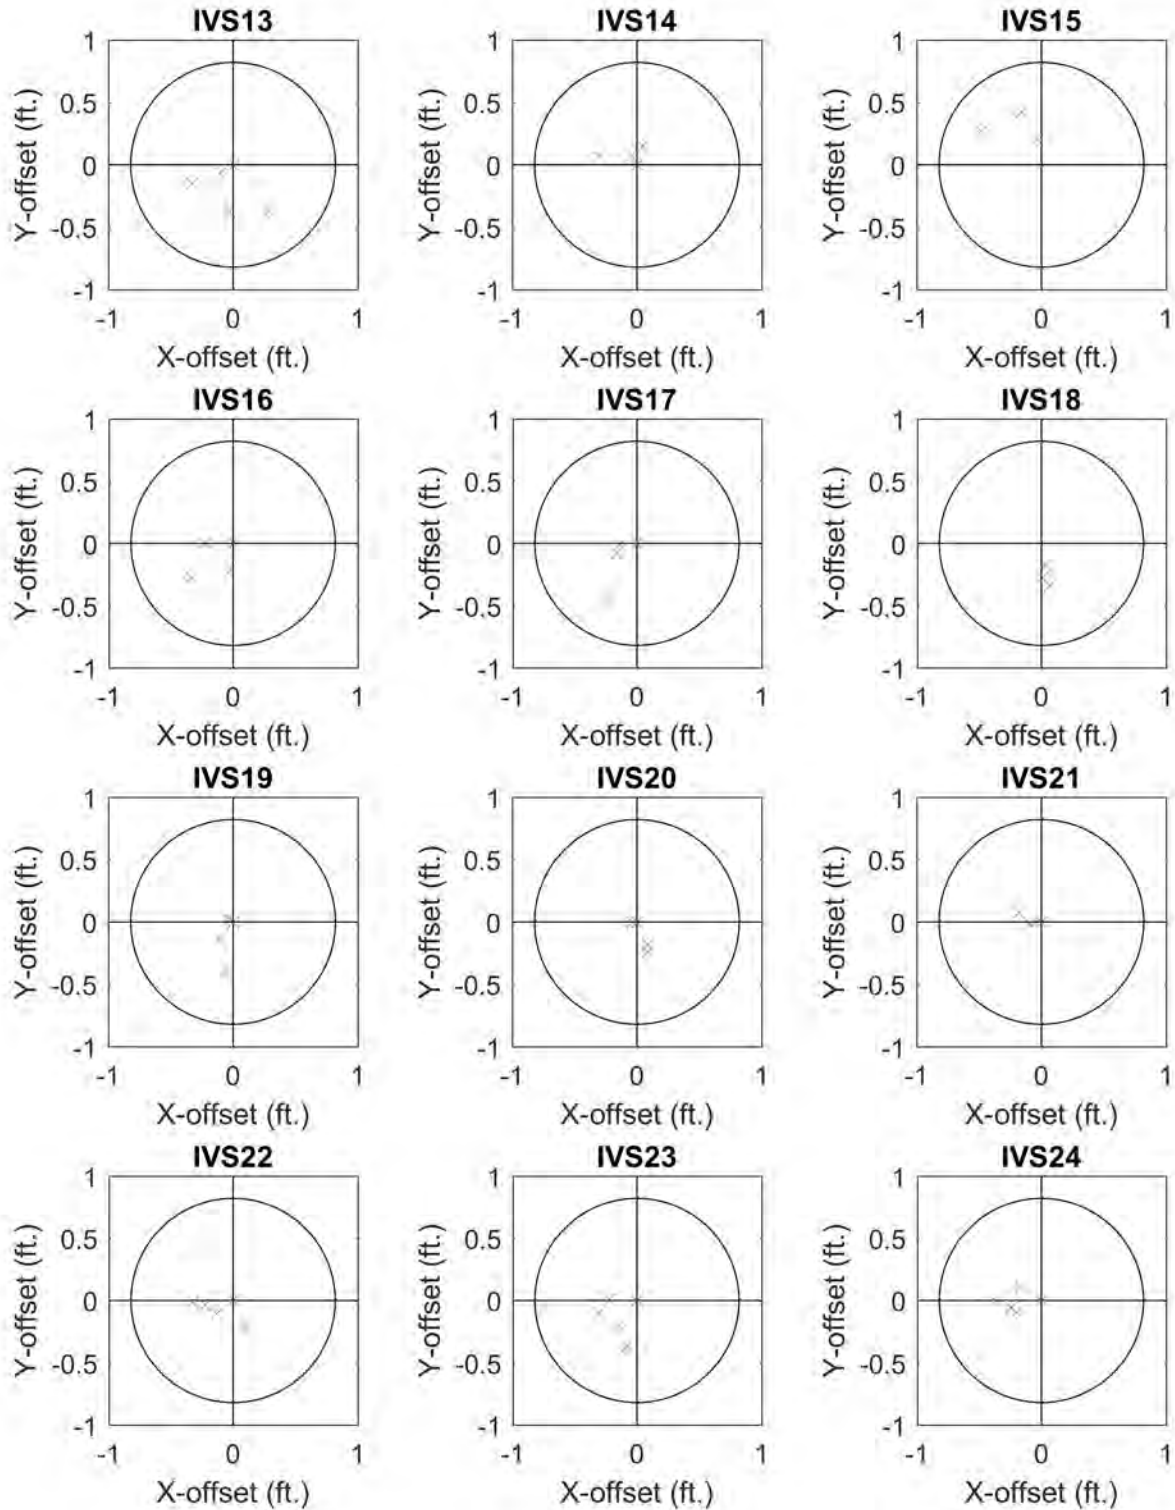 IVS13 IVS14 IVS15
1 1 1
0.5 0.5 0.5
0 0 0
-0.5 -0.5 -0.5
-1 -1 -1
-1 0 1 -1 0 1 -1 0 1
Y-offset (ft.) Y-offset (ft.) Y-offset (ft.)
X-offset (ft.) X-offset (ft.) X-offset (ft.)
IVS16 IVS17 IVS18
1 1 1
0.5 0.5 0.5
0 0 0
-0.5 -0.5 -0.5
-1 -1 -1
-1 0 1 -1 0 1 -1 0 1
Y-offset (ft.) Y-offset (ft.) Y-offset (ft.)
X-offset (ft.) X-offset (ft.) X-offset (ft.)
IVS19 IVS20 IVS21
1 1 1
0.5 0.5 0.5
0 0 0
-0.5 -0.5 -0.5
-1 -1 -1
-1 0 1 -1 0 1 -1 0 1
Y-offset (ft.) Y-offset (ft.) Y-offset (ft.)
X-offset (ft.) X-offset (ft.) X-offset (ft.)
IVS22 IVS23 IVS24
1 1 1
0.5 0.5 0.5
0 0 0
-0.5 -0.5 -0.5
-1 -1 -1
-1 0 1 -1 0 1 -1 0 1
Y-offset (ft.) Y-offset (ft.) Y-offset (ft.)
X-offset (ft.) X-offset (ft.) X-offset (ft.)